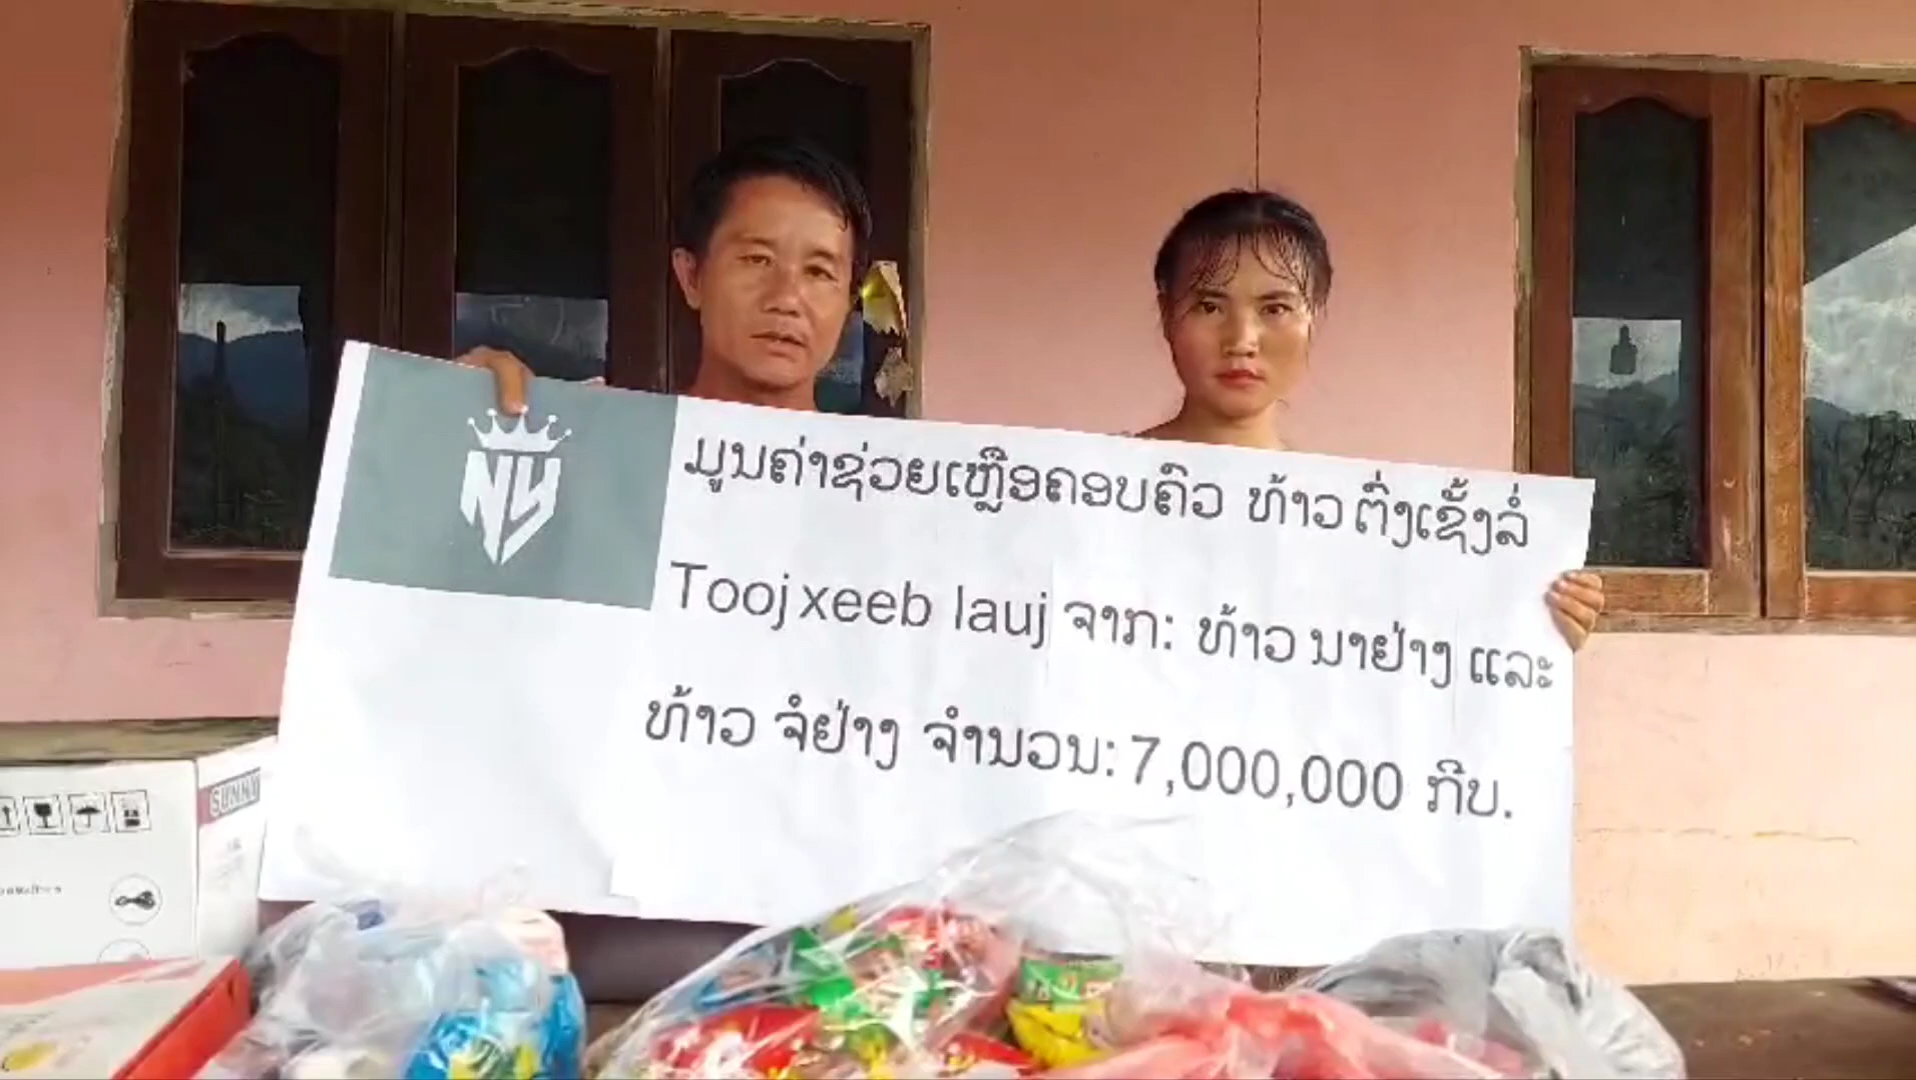 NY
ມູນຄ່າຊ່ວຍເຫຼືອຄອບຄົວ ທ້າວ ຕົ່ງເຊັ້ງລໍ່
Tooj xeeb lauj ຈາກ: ທ້າວ ນາຢ່າງ ແລະ
ທ້າວ ຈໍຢ່າງ ຈຳນວນ: 7,000,000 ກີບ.
SUNNY